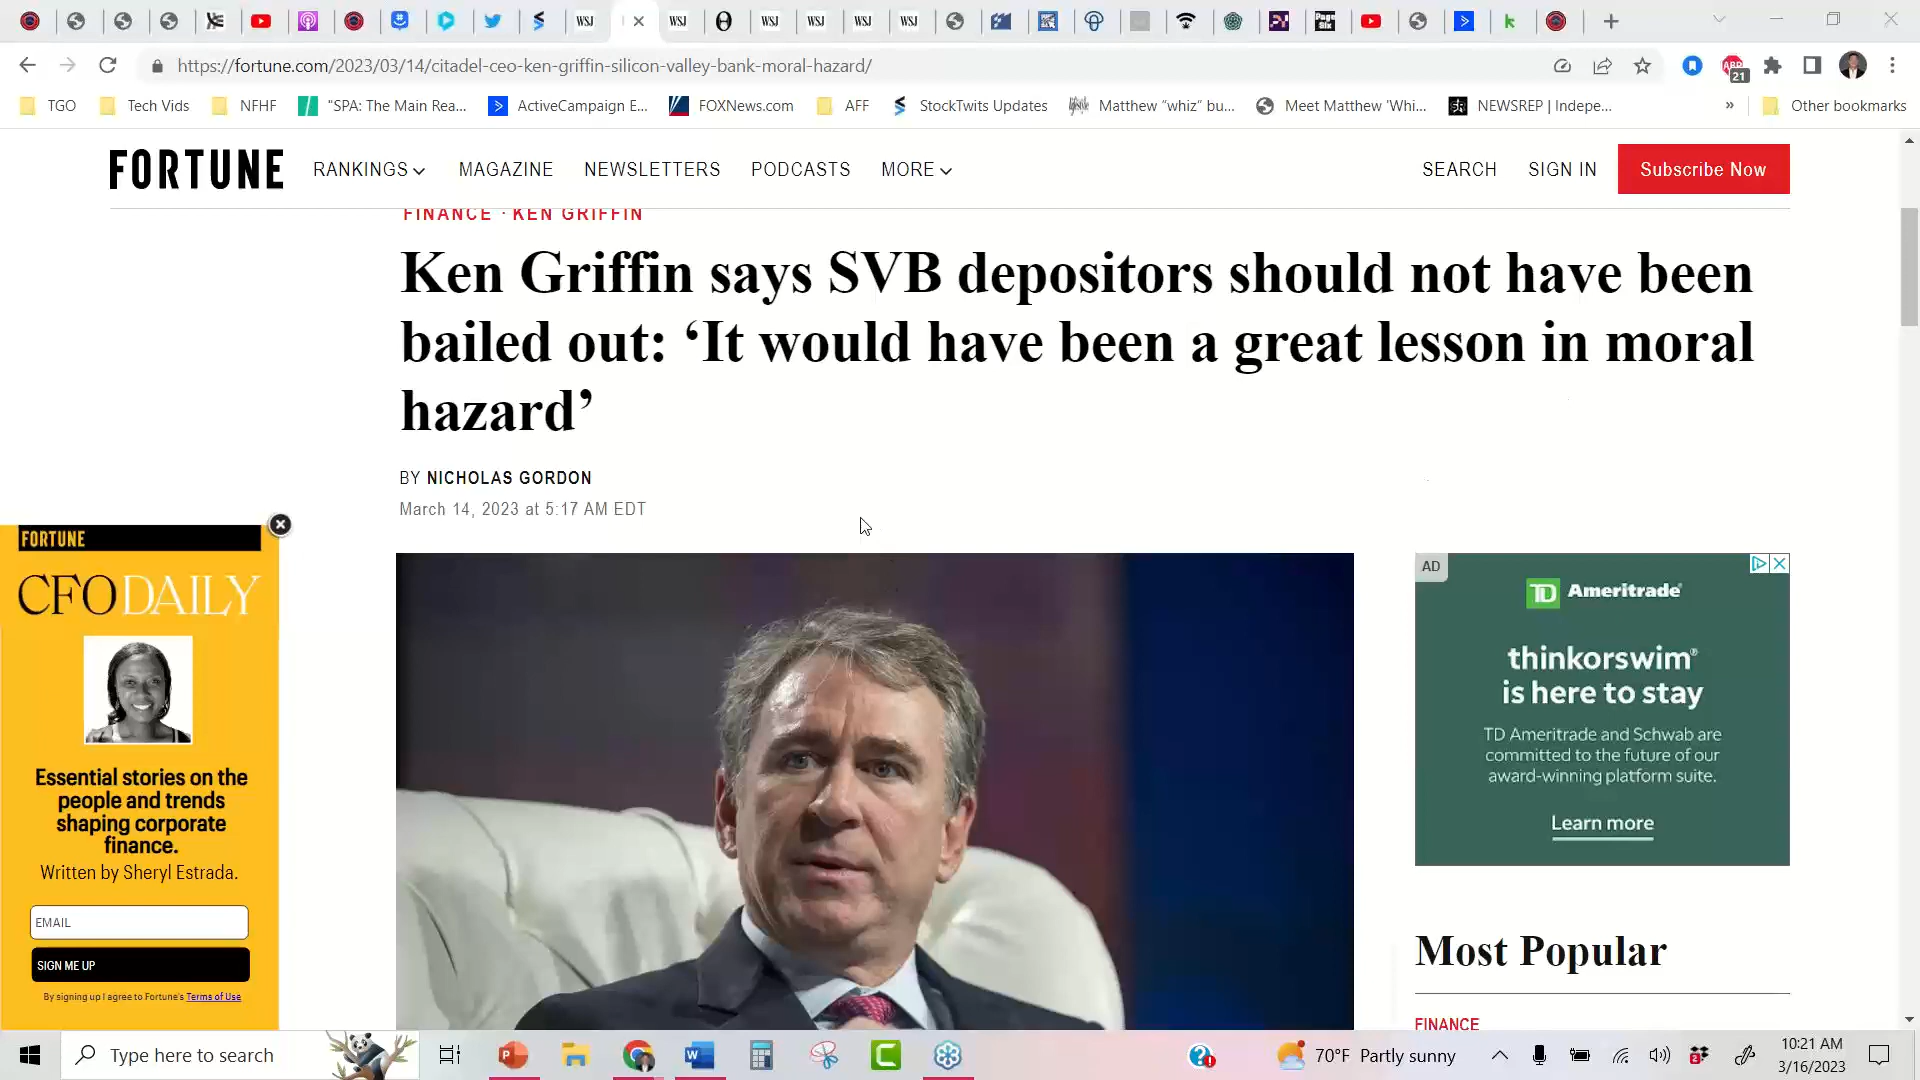 WSJ
WSJ
WSJ
WSJ
WSJ
WSJ
https://fortune.com/2023/03/14/citadel-ceo-ken-griffin-silicon-valley-bank-moral-hazard/
21
TGO
Tech Vids
NFHF
"SPA: The Main Rea...
ActiveCampaign E...
FOXNews.com
AFF
StockTwits Updates
Matthew "whiz" bu...
Meet Matthew 'Whi...
NEWSREP | Indepe...
»
Other bookmarks
FORTUNE
RANKINGS
MAGAZINE
NEWSLETTERS
PODCASTS
MORE
SEARCH
SIGN IN
Subscribe Now
FINANCE · KEN GRIFFIN
Ken Griffin says SVB depositors should not have been
bailed out: ‘It would have been a great lesson in moral
hazard’
BY NICHOLAS GORDON
March 14, 2023 at 5:17 AM EDT
FORTUNE
CFO DAILY
Essential stories on the
people and trends
shaping corporate
finance.
Written by Sheryl Estrada.
EMAIL
SIGN ME UP
By signing up I agree to Fortune's Terms of Use
AD
TD Ameritrade
thinkorswim®
is here to stay
TD Ameritrade and Schwab are
committed to the future of our
award-winning platform suite.
Learn more
Most Popular
FINANCE
Type here to search
70°F Partly sunny
10:21 AM
3/16/2023